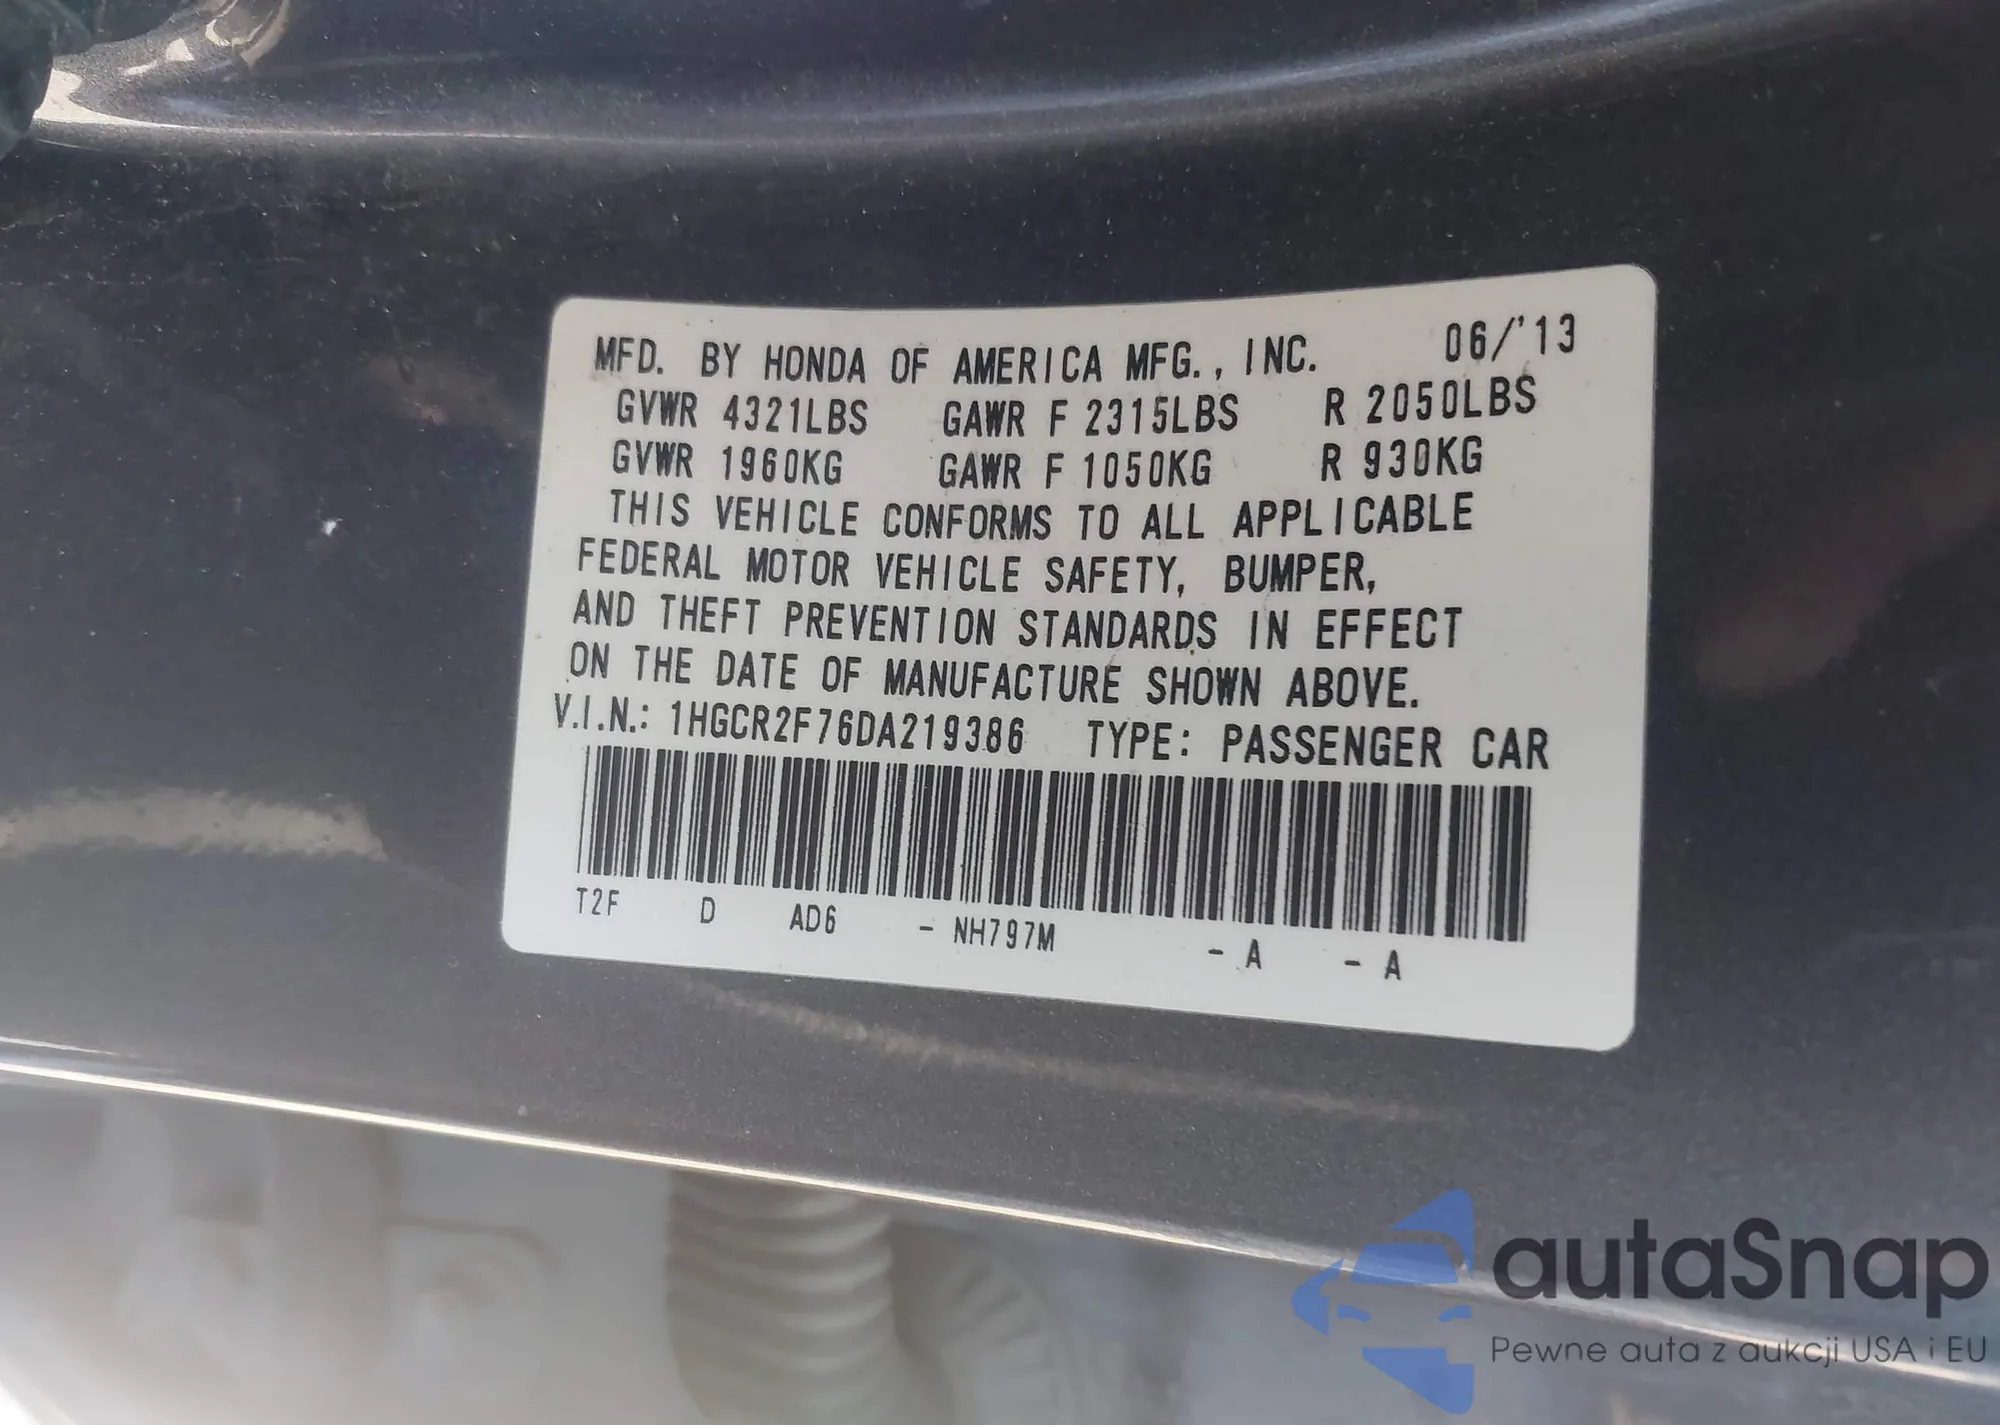 MFD. BY HONDA OF AMERICA MFG., INC. 06/'13
GVWR 4321LBS GAWR F 2315LBS R 2050LBS
GVWR 1960KG GAWR F 1050KG R 930KG
THIS VEHICLE CONFORMS TO ALL APPLICABLE
FEDERAL MOTOR VEHICLE SAFETY, BUMPER,
AND THEFT PREVENTION STANDARDS IN EFFECT
ON THE DATE OF MANUFACTURE SHOWN ABOVE.
V.I.N.: 1HGCR2F76DA219386 TYPE: PASSENGER CAR
T2F D AD6 - NH797M - A - A
autaSnap
Pewne auta z aukcji USA i EU